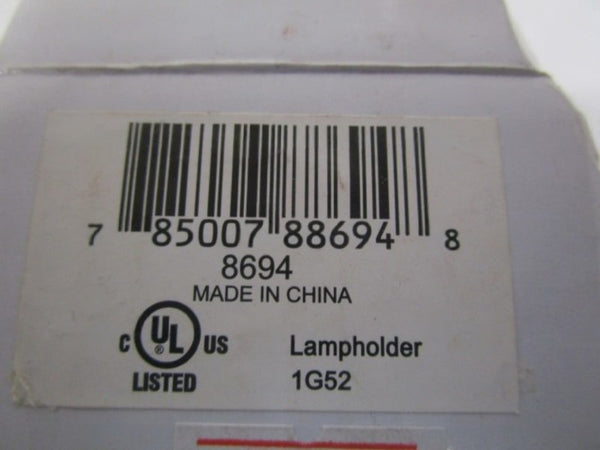 7 85007 88694 8
8694
MADE IN CHINA
C UL ® US
LISTED
Lampholder
1G52